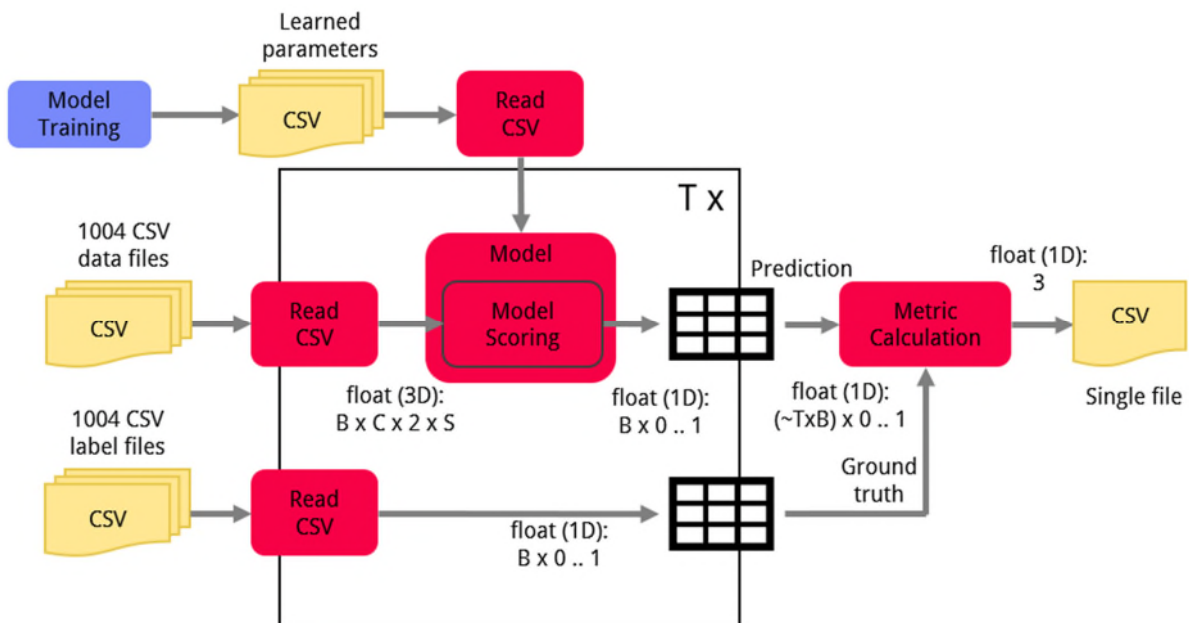 Learned
parameters
Model
Training
CSV
Read
CSV
T x
1004 CSV
data files
CSV
Read
CSV
Model
Model
Scoring
Prediction
Metric
Calculation
float (1D):
3
CSV
Single file
float (3D):
B x C x 2 x S
float (1D):
B x 0 .. 1
float (1D):
(~TxB) x 0 .. 1
1004 CSV
label files
CSV
Read
CSV
float (1D):
B x 0 .. 1
Ground
truth